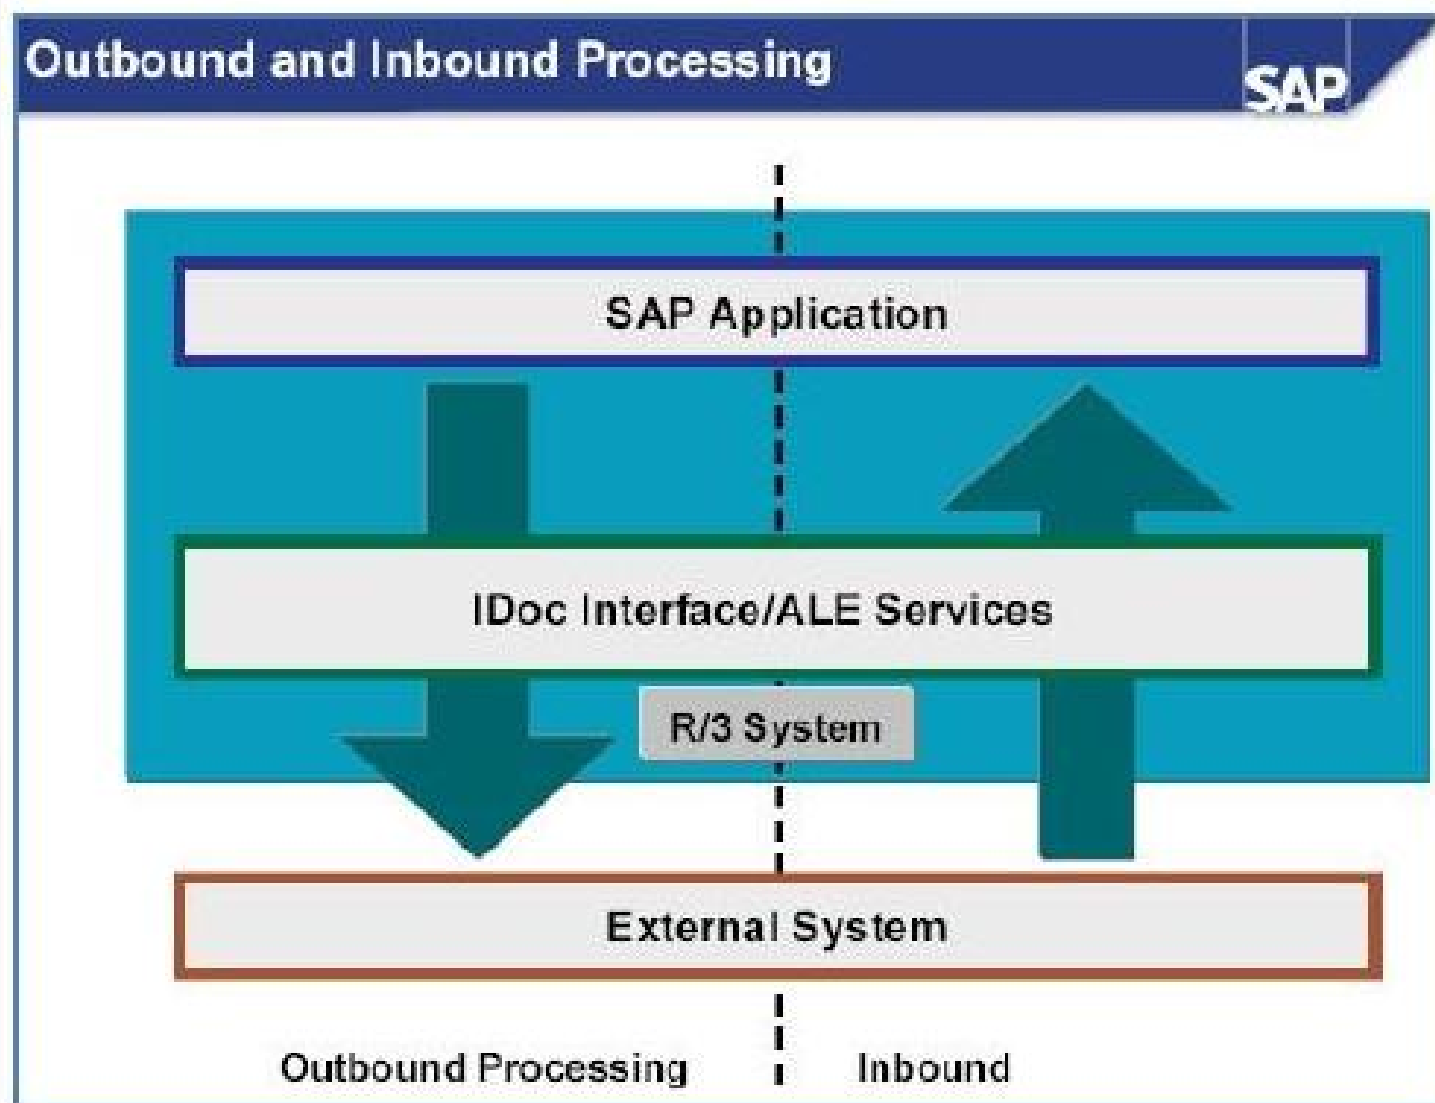 Outbound and Inbound Processing
SAP
SAP Application
IDoc Interface/ALE Services
R/3 System
External System
Outbound Processing
Inbound